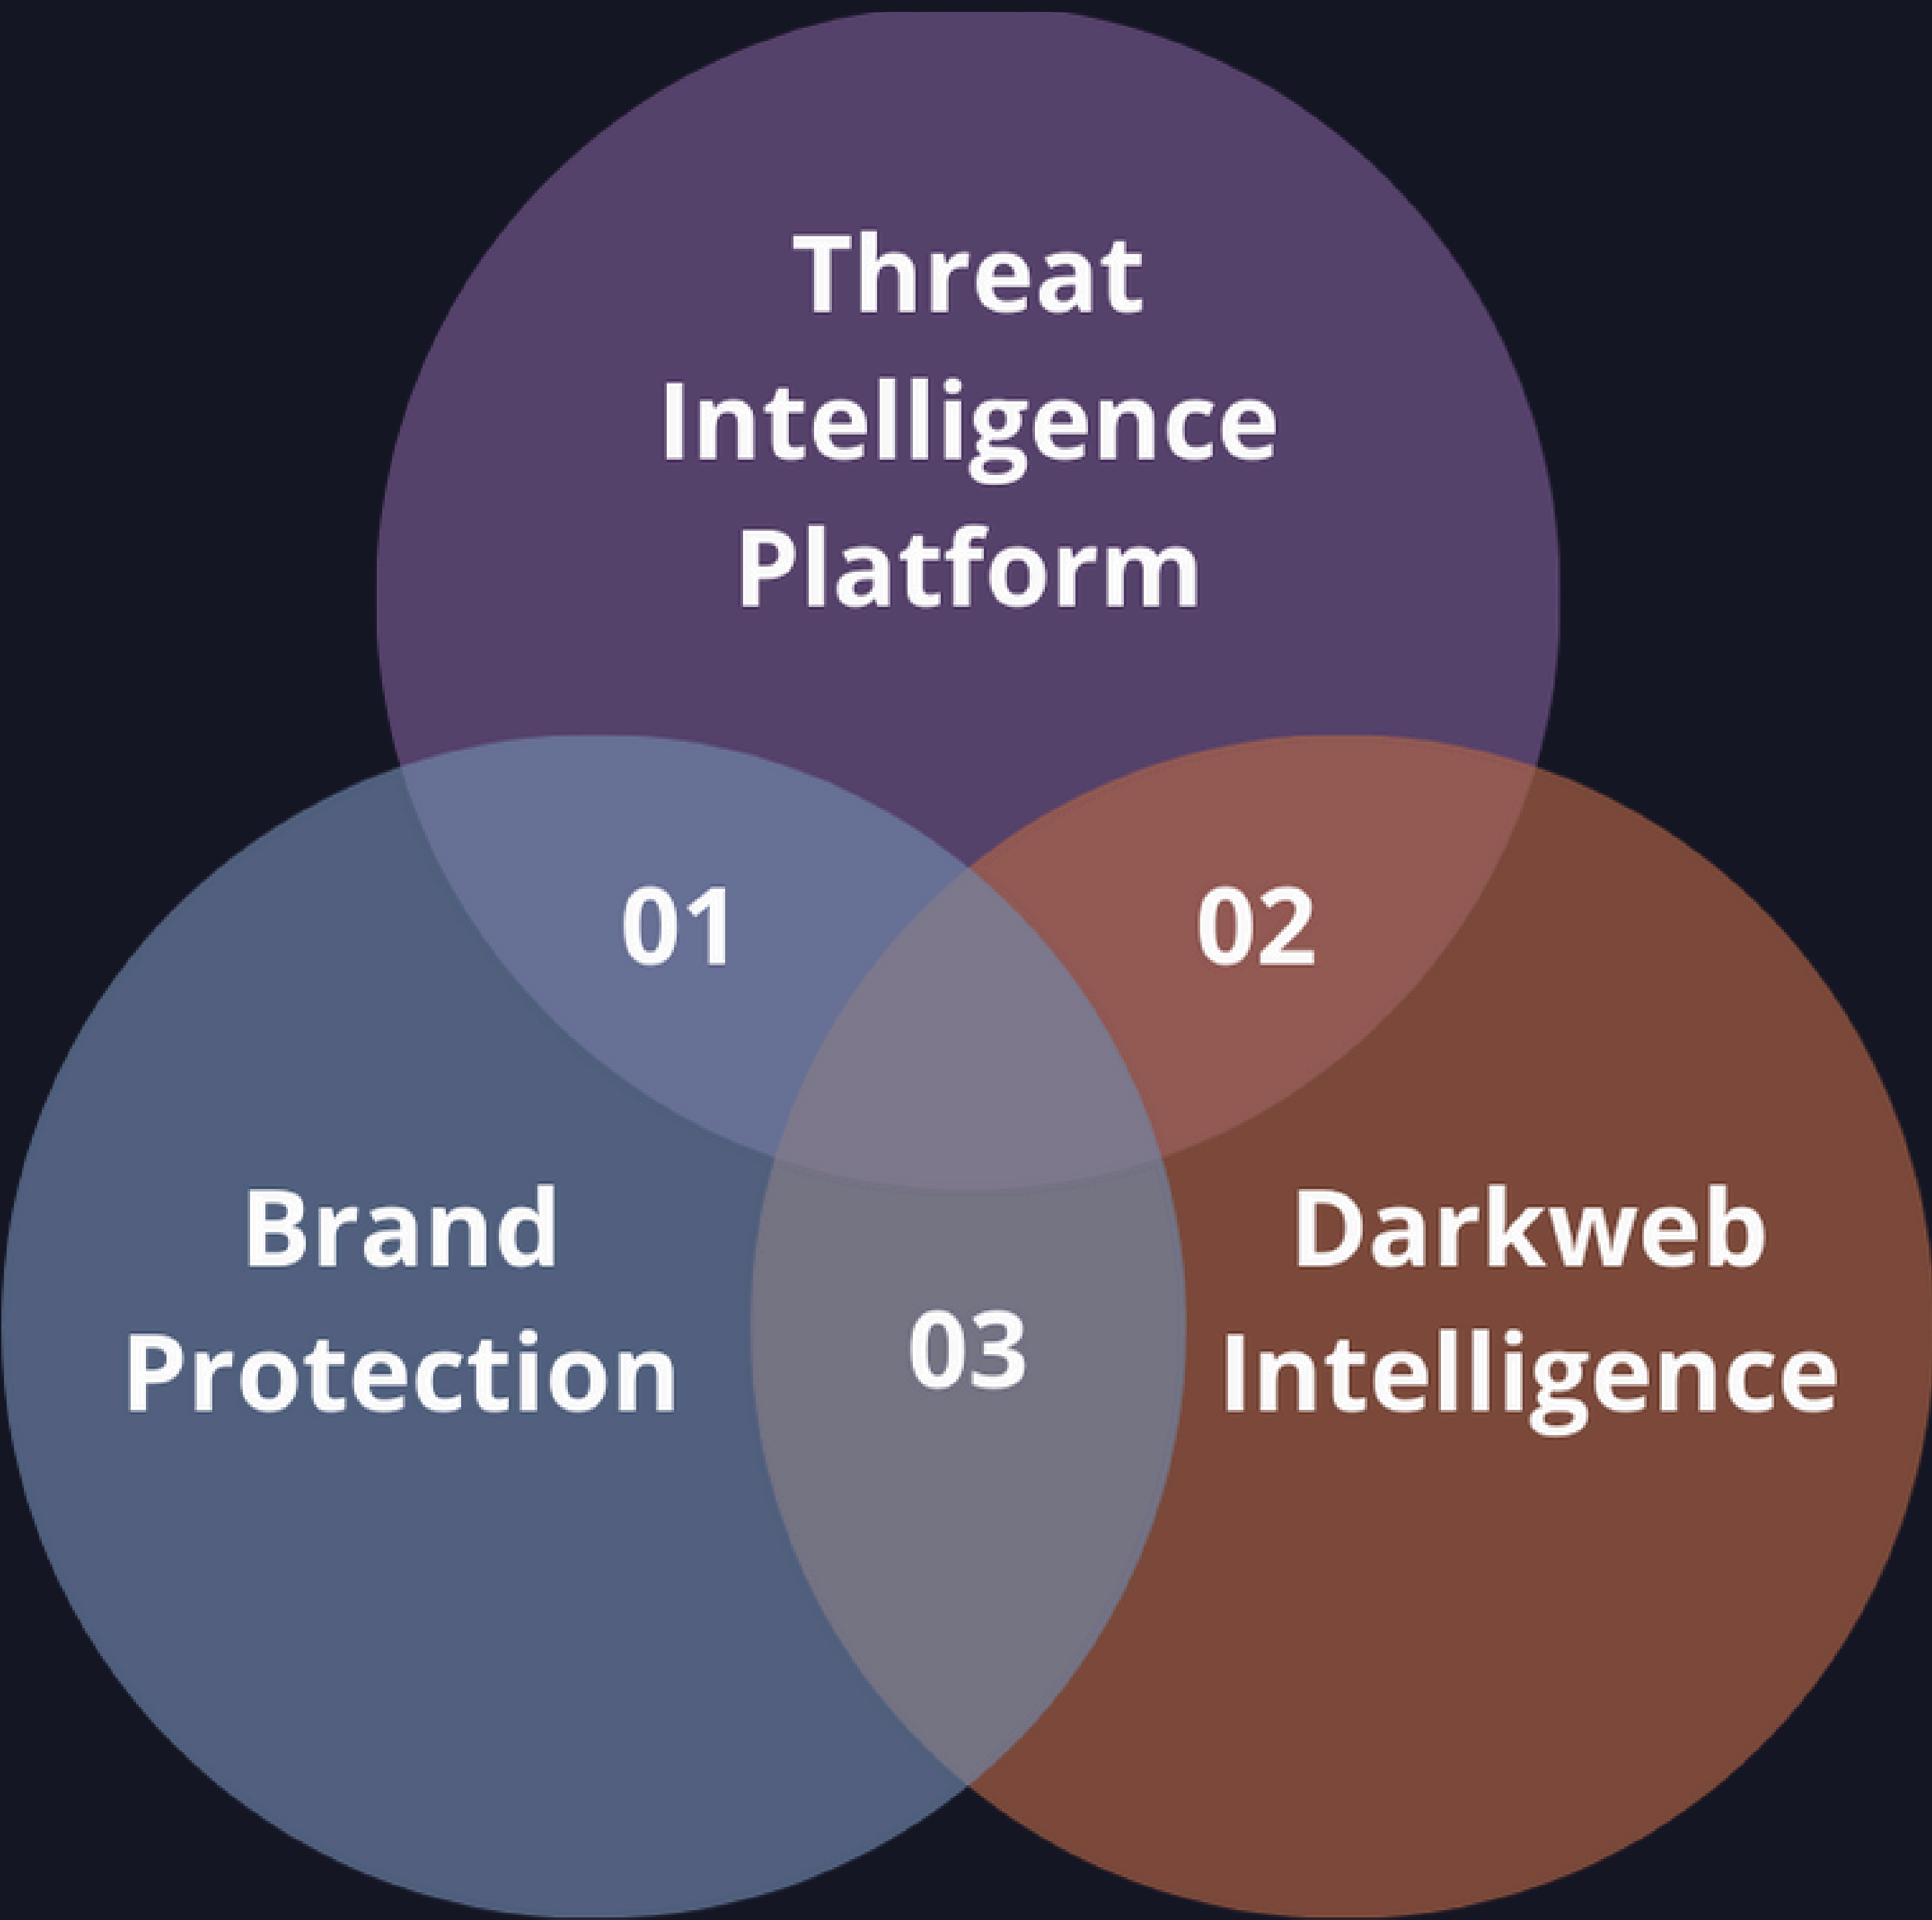 Threat
Intelligence
Platform
01
02
Brand
Protection
03
Darkweb
Intelligence